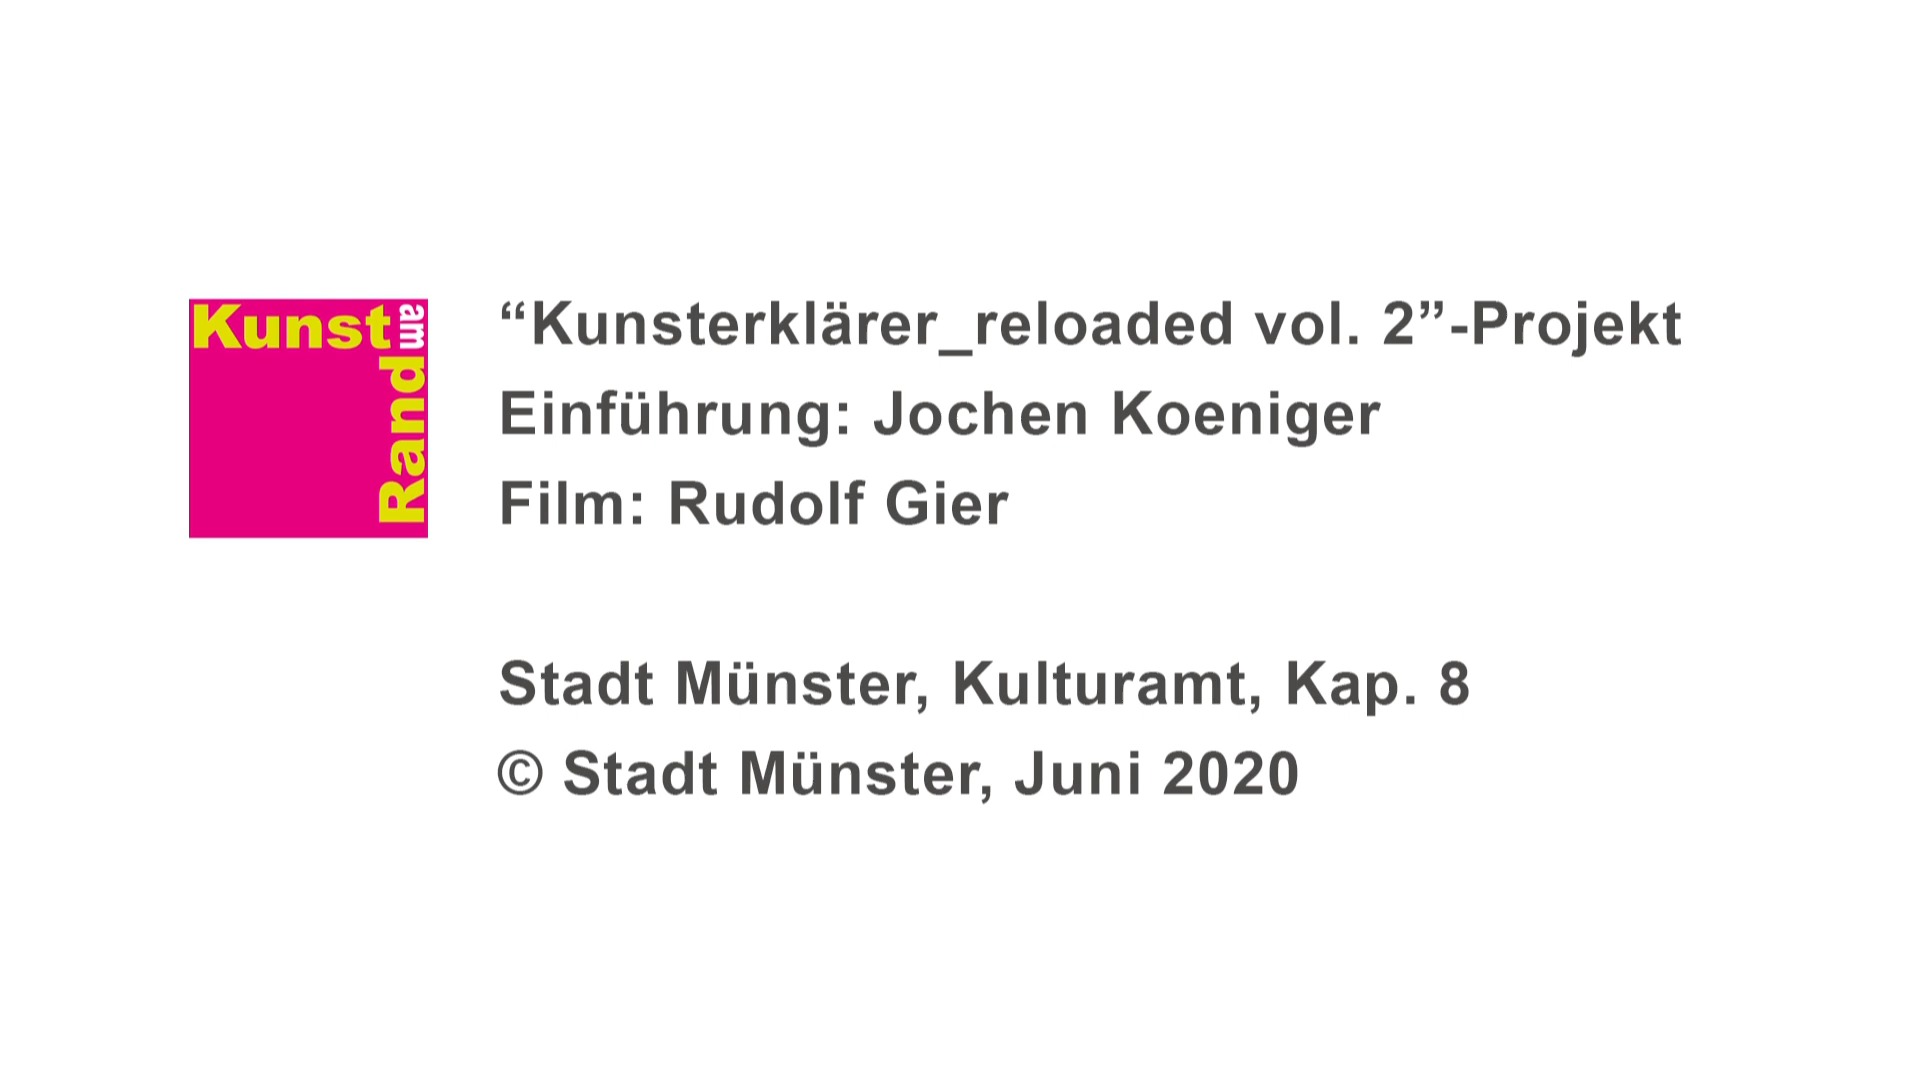 Kunst am
Rand
“Kunsterklärer_reloaded vol. 2”-Projekt
Einführung: Jochen Koeniger
Film: Rudolf Gier
Stadt Münster, Kulturamt, Kap. 8
© Stadt Münster, Juni 2020